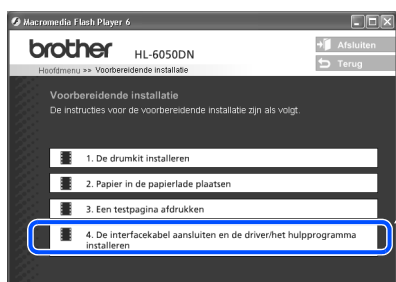 Macromedia Flash Player 6
brother HL-6050DN
Afsluiten
Terug
Hoofdmenu >> Voorbereidende installatie
Voorbereidende installatie
De instructies voor de voorbereidende installatie zijn als volgt.
1. De drumkit installeren
2. Papier in de papierlade plaatsen
3. Een testpagina afdrukken
4. De interfacekabel aansluiten en de driver/het hulpprogramma
installeren